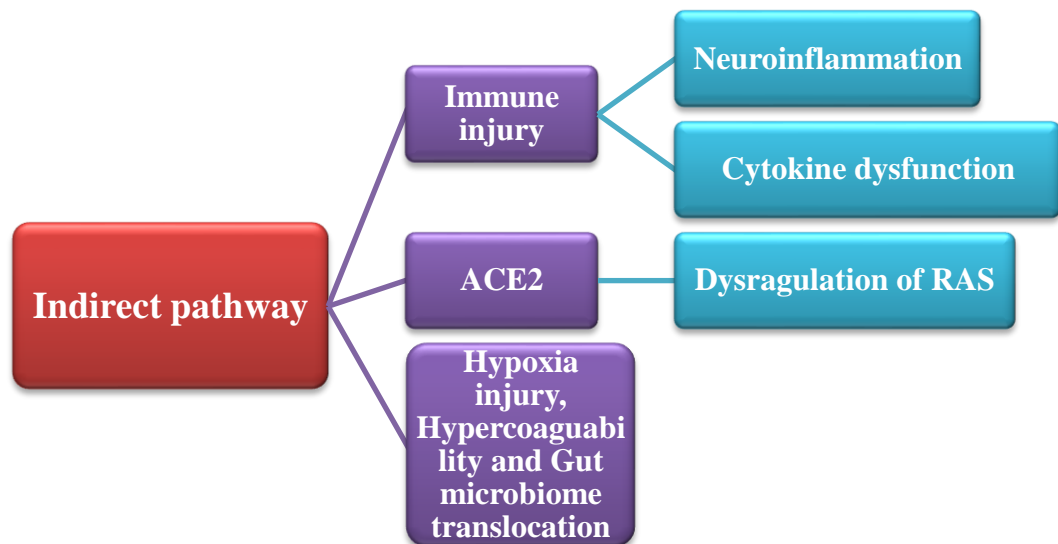 Indirect pathway
Immune
injury
Neuroinflammation
Cytokine dysfunction
ACE2
Dysragulation of RAS
Hypoxia
injury,
Hypercoaguabi
lity and Gut
microbiome
translocation